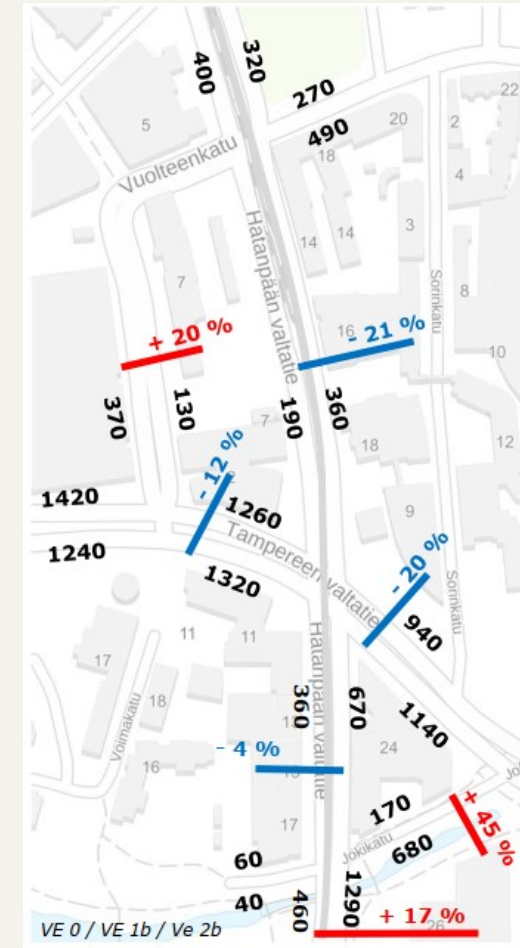 400
320
270
490
22
20
2
5
18
Vuolteenkatu
4
14
14
3
Hatanpään valtatie
7
Sorinkatu
8
+ 20 %
16
- 21 %
10
370
130
190
360
7
18
12
- 12 %
1420
1260
9
1240
Tampereen valtatie
- 20 %
1320
Sorinkatu
940
11
11
17
Hatanpään valtatie
360
670
18
Voimakatu
1140
- 4 %
24
16
17
170
+ 45 %
Jokikatu
680
60
40
460
1290
+ 17 %
26
VE 0 / VE 1b / Ve 2b